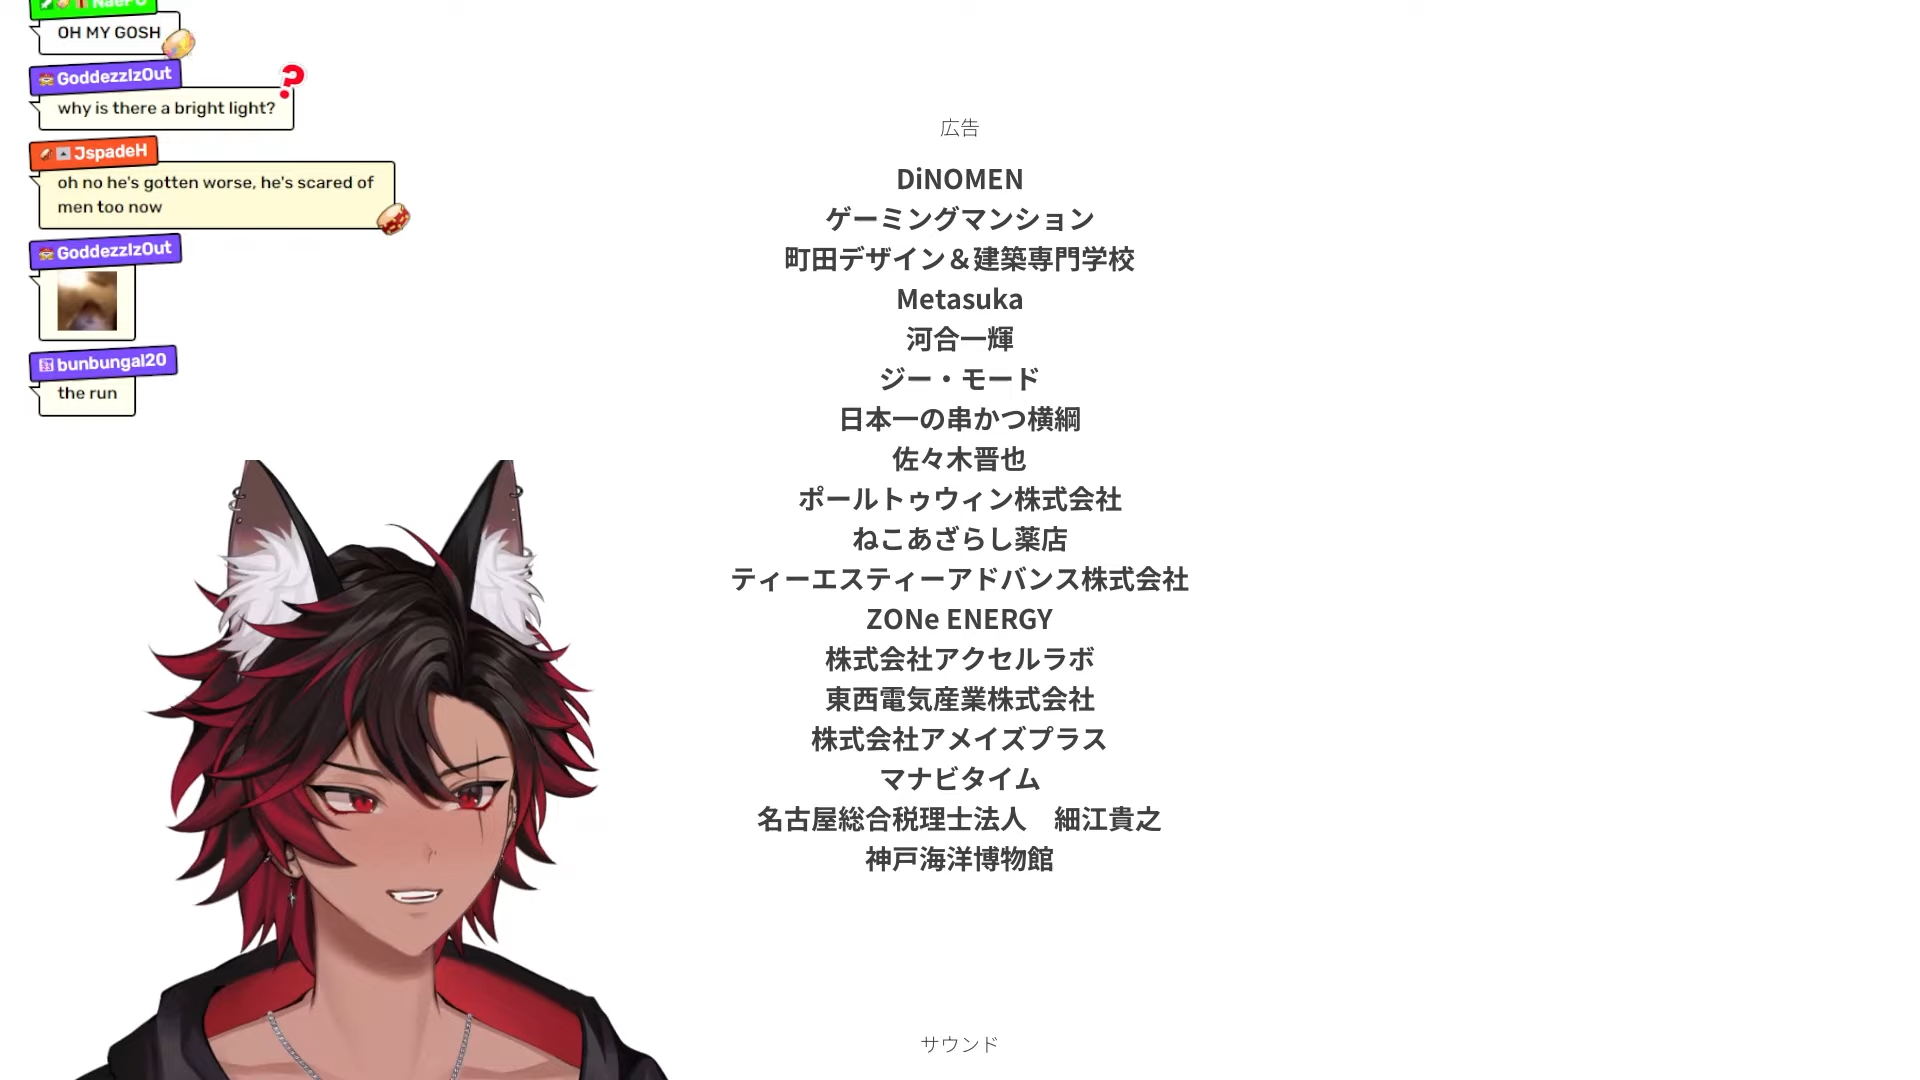 NaePU
OH MY GOSH
GoddezzIzOut
why is there a bright light?
JspadeH
oh no he's gotten worse, he's scared of
men too now
GoddezzIzOut
bunbungal20
the run
広告
DiNOMEN
ゲーミングマンション
町田デザイン＆建築専門学校
Metasuka
河合一輝
ジー・モード
日本一の串かつ横綱
佐々木晋也
ポールトゥウィン株式会社
ねこあざらし薬店
ティーエスティーアドバンス株式会社
ZONe ENERGY
株式会社アクセルラボ
東西電気産業株式会社
株式会社アメイズプラス
マナビタイム
名古屋総合税理士法人　細江貴之
神戸海洋博物館
サウンド